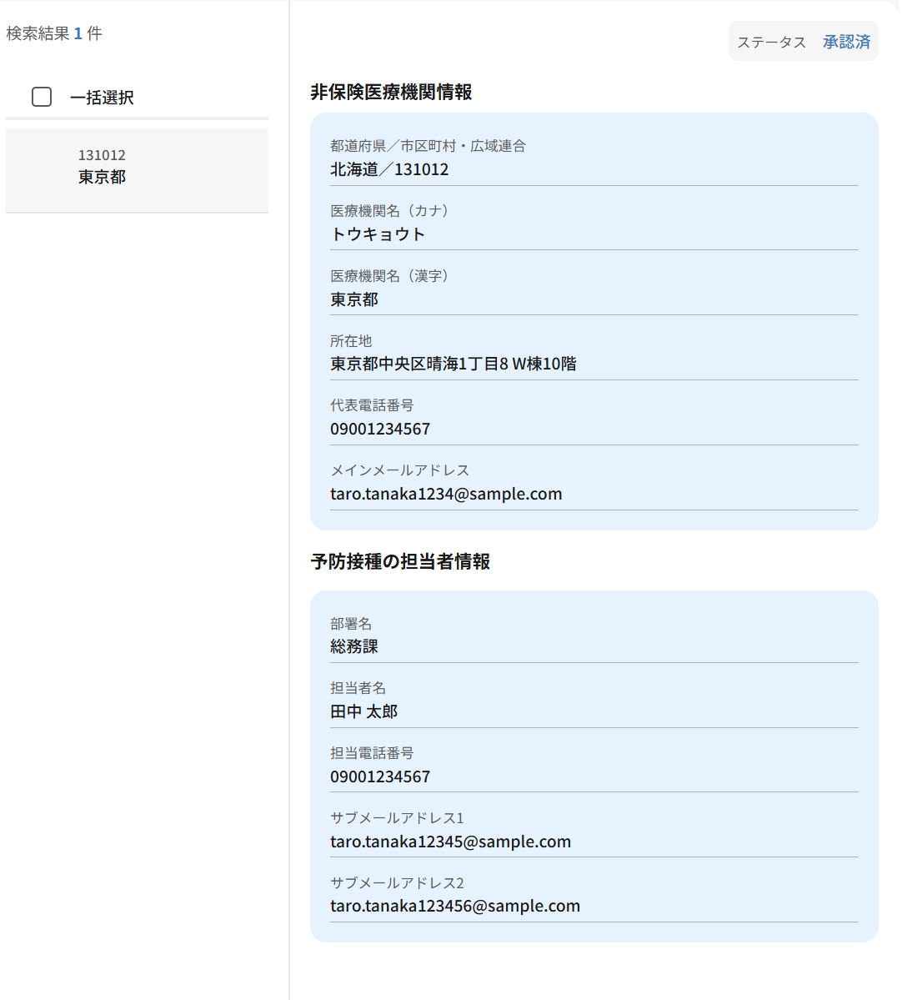 検索結果 1 件
一括選択
131012
東京都
ステータス 承認済
非保険医療機関情報
都道府県／市区町村・広域連合
北海道／131012
医療機関名（カナ）
トウキョウト
医療機関名（漢字）
東京都
所在地
東京都中央区晴海1丁目8 W棟10階
代表電話番号
09001234567
メインメールアドレス
taro.tanaka1234@sample.com
予防接種の担当者情報
部署名
総務課
担当者名
田中 太郎
担当電話番号
09001234567
サブメールアドレス1
taro.tanaka12345@sample.com
サブメールアドレス2
taro.tanaka123456@sample.com